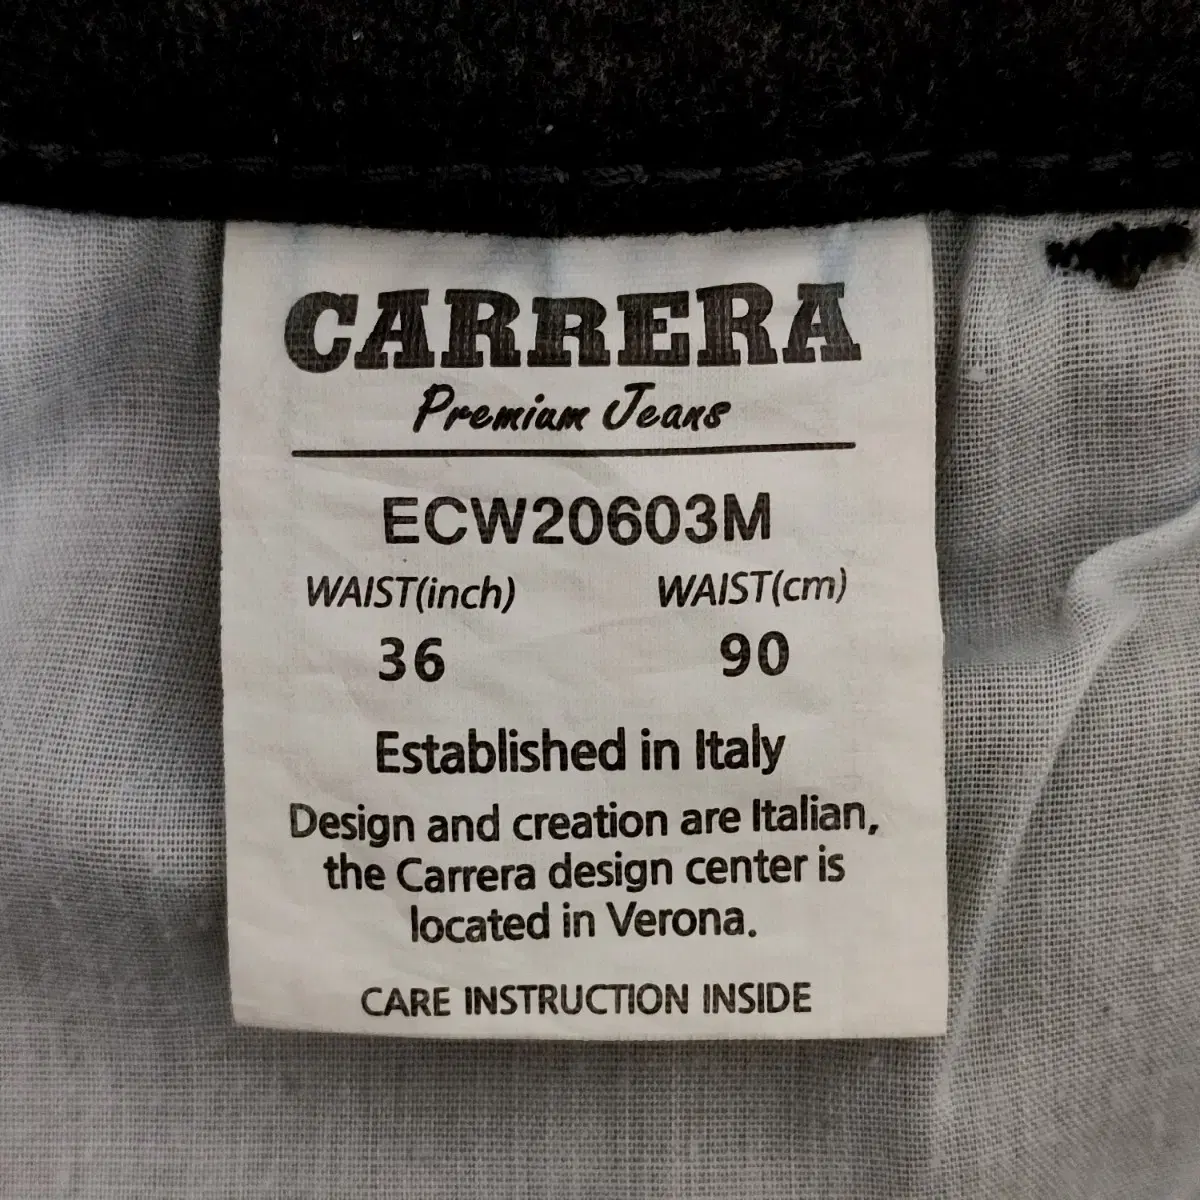 CARRERA
Premium Jeans
ECW20603M
WAIST(inch) WAIST(cm)
36 90
Established in Italy
Design and creation are Italian,
the Carrera design center is
located in Verona.
CARE INSTRUCTION INSIDE